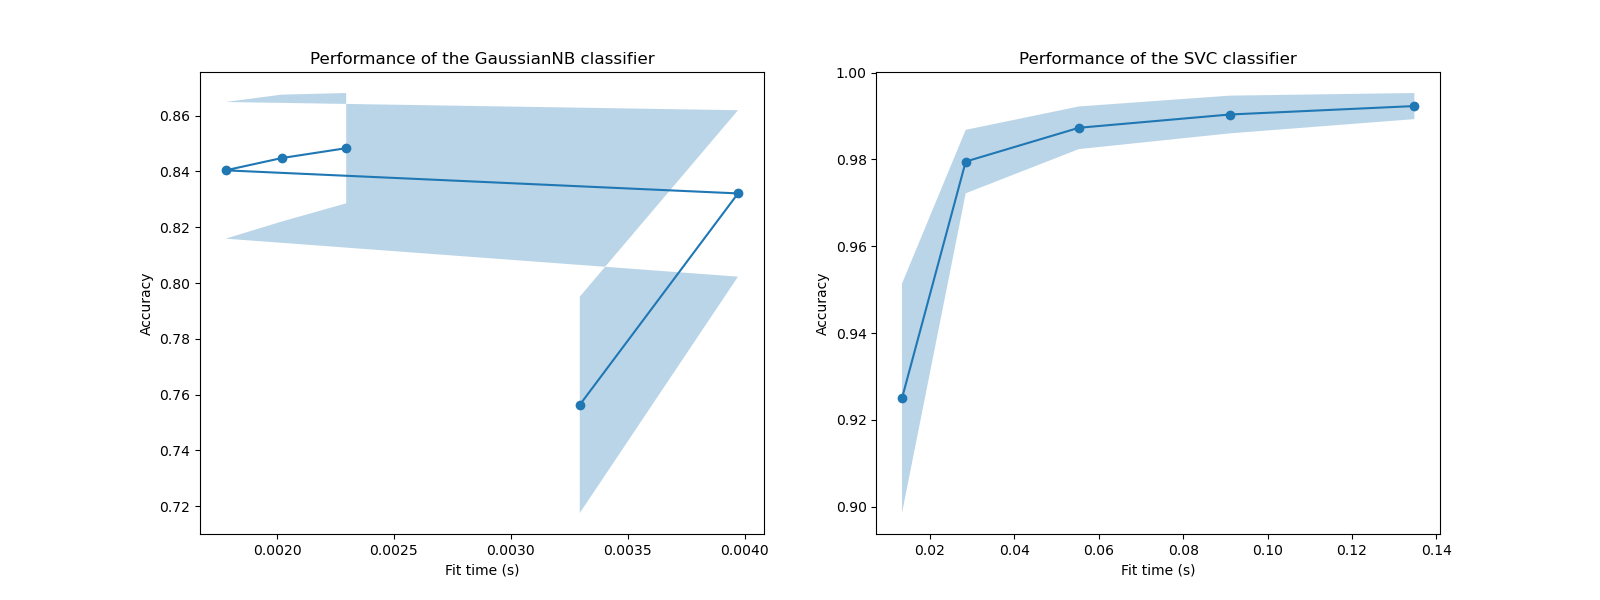 Performance of the GaussianNB classifier
Accuracy
0.86
0.84
0.82
0.80
0.78
0.76
0.74
0.72
0.0020 0.0025 0.0030 0.0035 0.0040
Fit time (s)
Performance of the SVC classifier
Accuracy
1.00
0.98
0.96
0.94
0.92
0.90
0.02 0.04 0.06 0.08 0.10 0.12 0.14
Fit time (s)